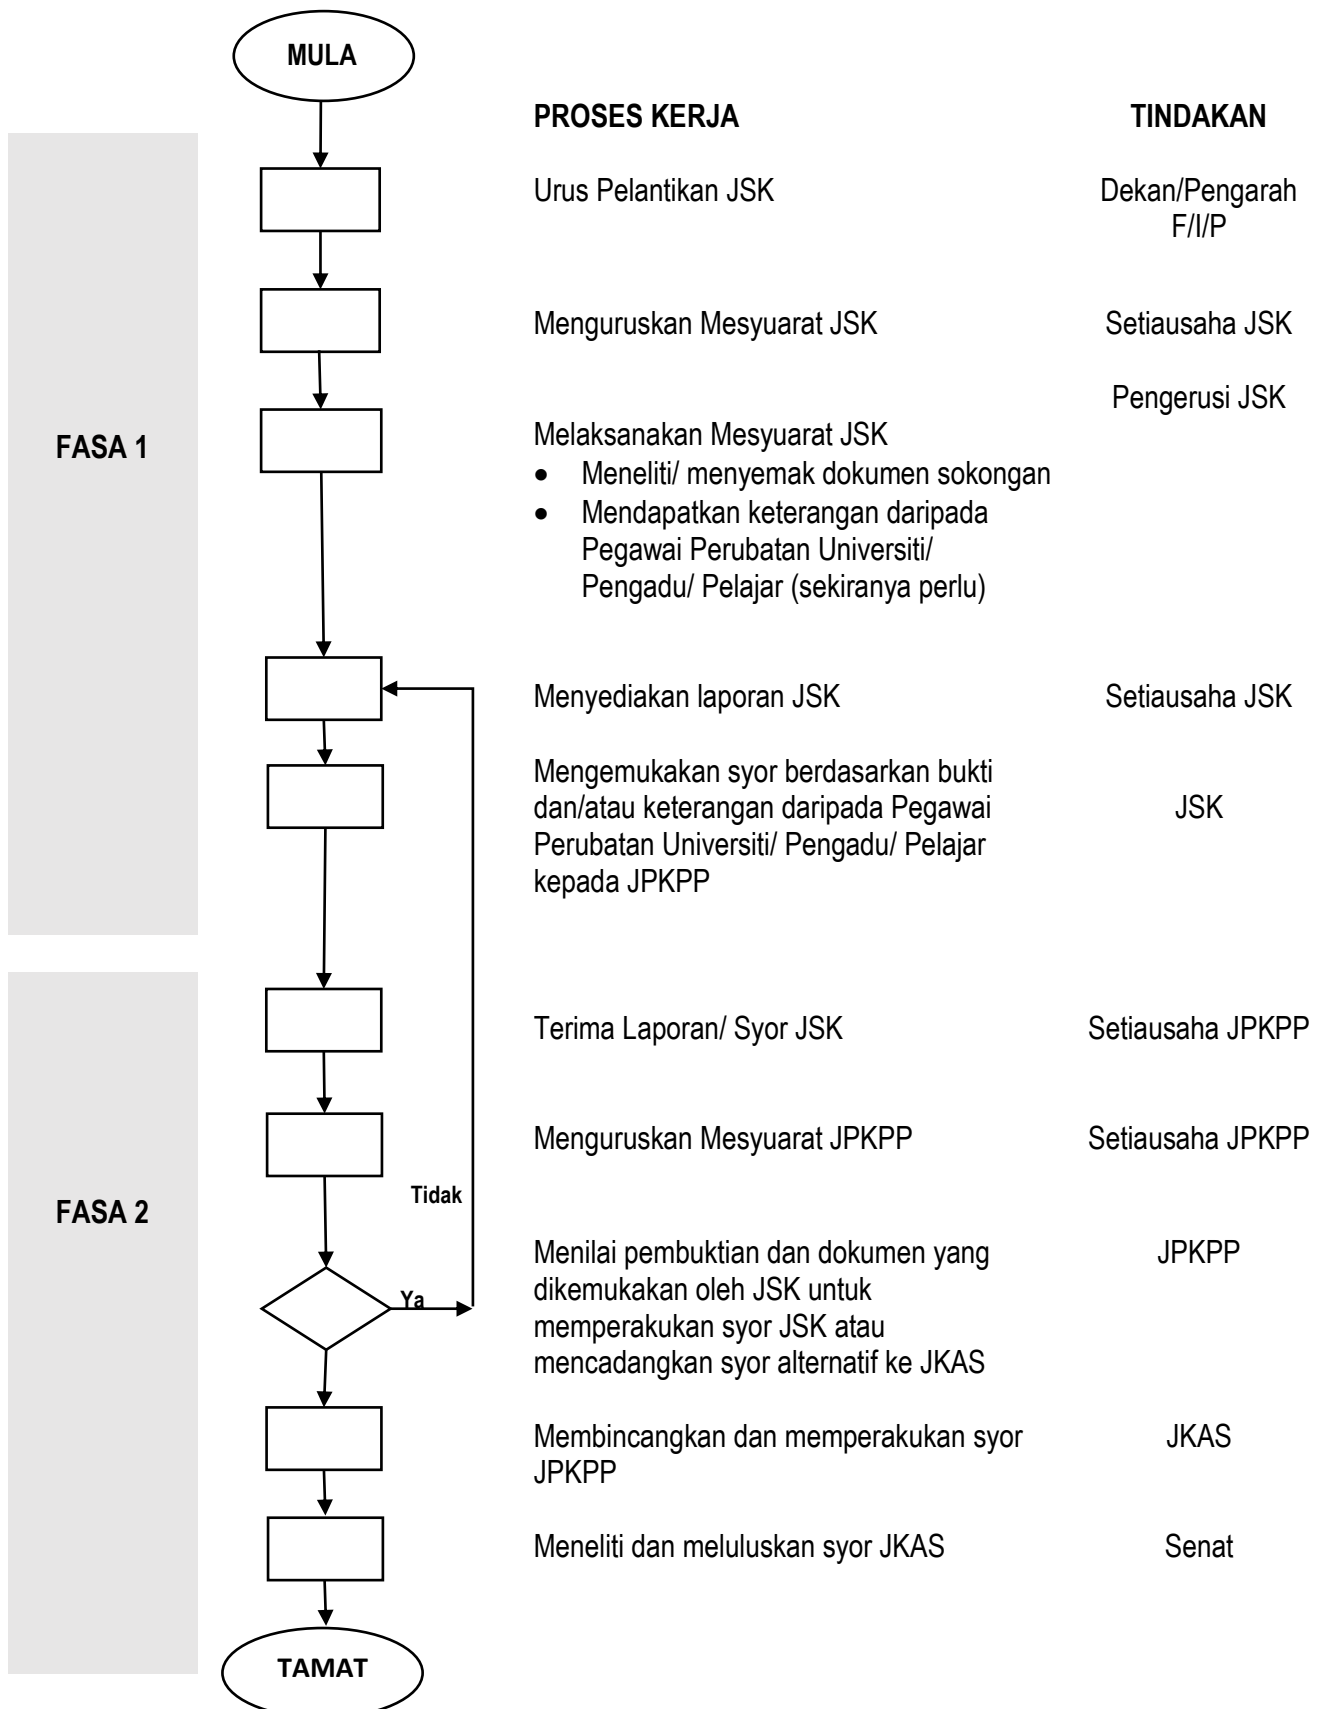 MULA
PROSES KERJA
TINDAKAN
FASA 1
Urus Pelantikan JSK
Dekan/Pengarah
F/I/P
Menguruskan Mesyuarat JSK
Setiausaha JSK
Pengerusi JSK
Melaksanakan Mesyuarat JSK
• Meneliti/ menyemak dokumen sokongan
• Mendapatkan keterangan daripada
Pegawai Perubatan Universiti/
Pengadu/ Pelajar (sekiranya perlu)
Menyediakan laporan JSK
Setiausaha JSK
Mengemukakan syor berdasarkan bukti
dan/atau keterangan daripada Pegawai
Perubatan Universiti/ Pengadu/ Pelajar
kepada JPKPP
JSK
FASA 2
Terima Laporan/ Syor JSK
Setiausaha JPKPP
Menguruskan Mesyuarat JPKPP
Setiausaha JPKPP
Tidak
Ya
Menilai pembuktian dan dokumen yang
dikemukakan oleh JSK untuk
memperakukan syor JSK atau
mencadangkan syor alternatif ke JKAS
JPKPP
Membincangkan dan memperakukan syor
JPKPP
JKAS
Meneliti dan meluluskan syor JKAS
Senat
TAMAT